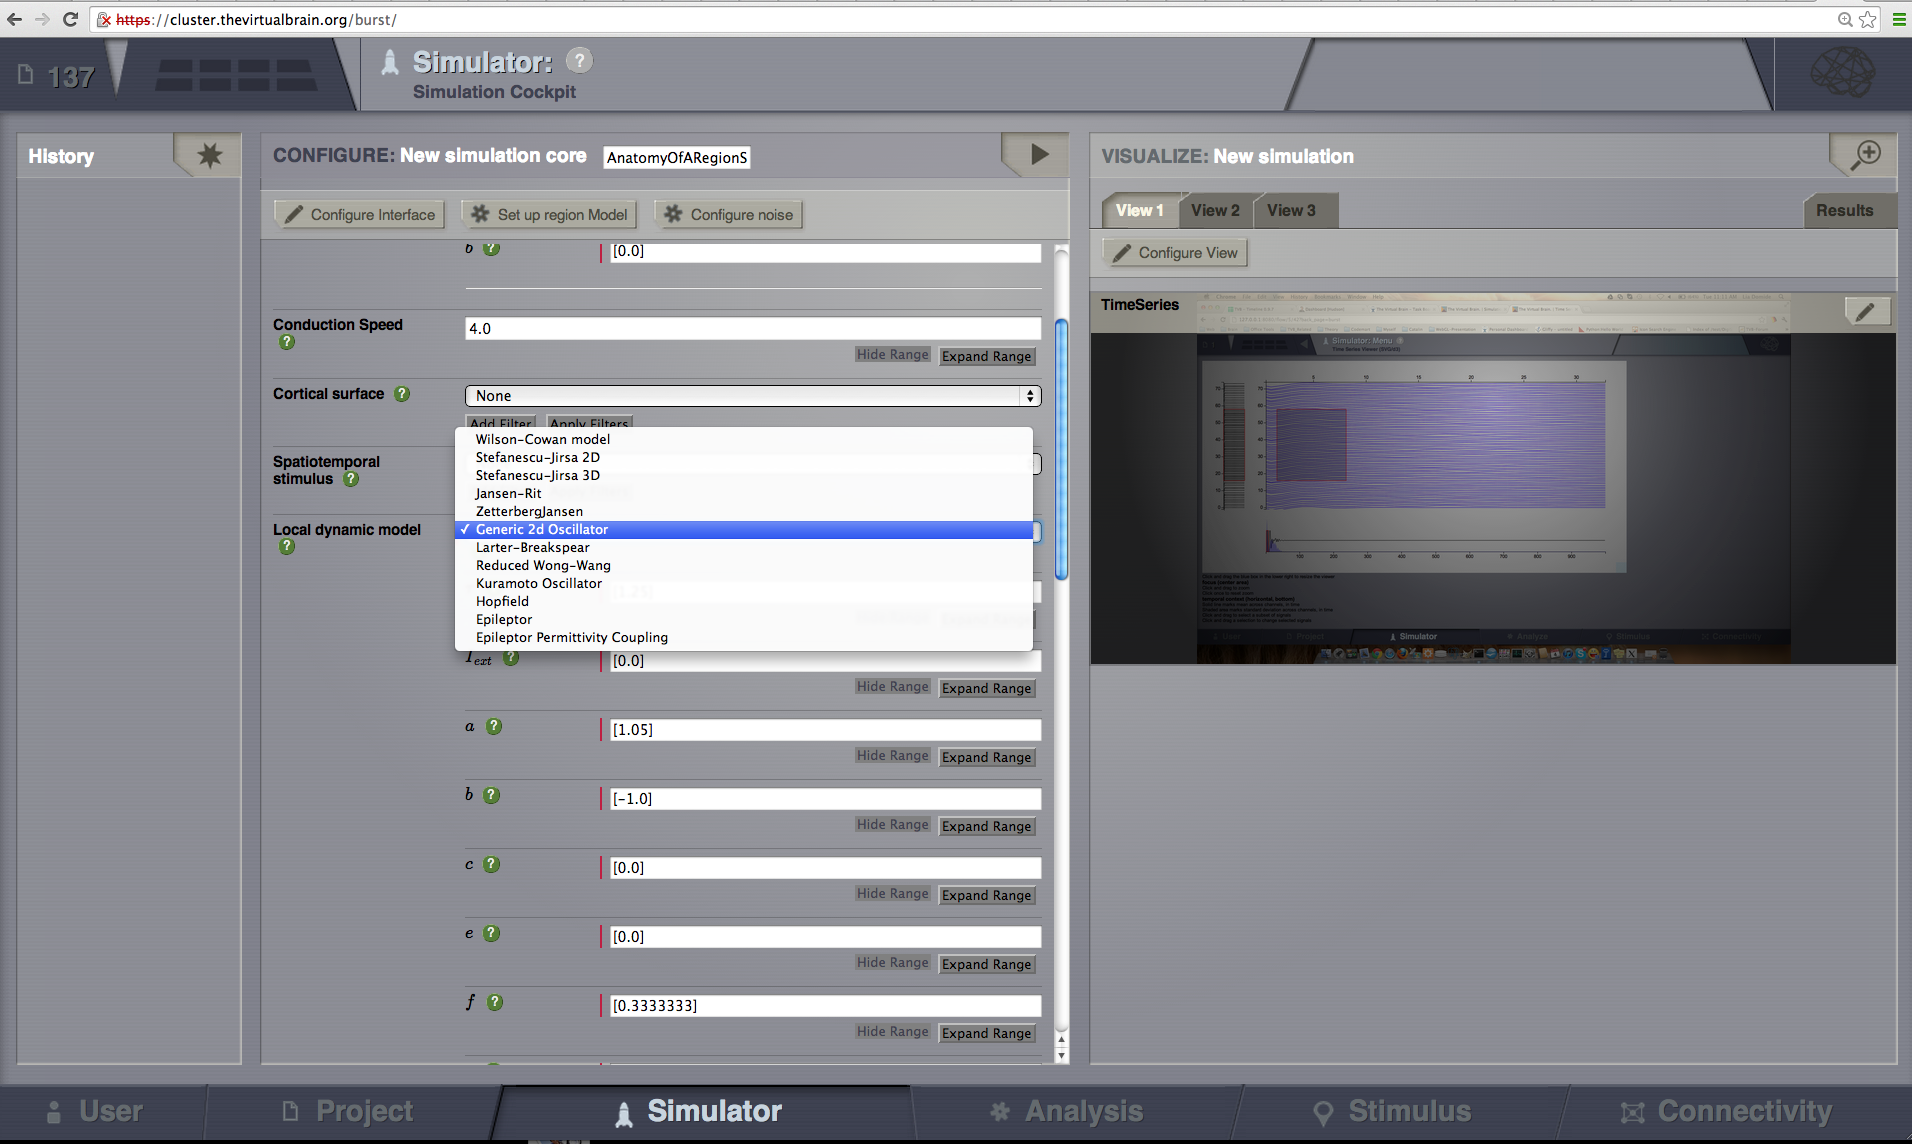 https://cluster.thevirtualbrain.org/burst/
137
Simulator: ?
Simulation Cockpit
History
CONFIGURE: New simulation core AnatomyOfARegionS
Configure Interface Set up region Model Configure noise
b ? [0.0]
Conduction Speed ? 4.0
Hide Range Expand Range
Cortical surface ? None
Add Filter Apply Filters
Spatiotemporal stimulus ?
Local dynamic model ?
Wilson-Cowan model
Stefanescu-Jirsa 2D
Stefanescu-Jirsa 3D
Jansen-Rit
ZetterbergJansen
✓ Generic 2d Oscillator
Larter-Breakspear
Reduced Wong-Wang
Kuramoto Oscillator
Hopfield
Epileptor
Epileptor Permittivity Coupling
Iext ? [0.0]
Hide Range Expand Range
a ? [1.05]
Hide Range Expand Range
b ? [-1.0]
Hide Range Expand Range
c ? [0.0]
Hide Range Expand Range
e ? [0.0]
Hide Range Expand Range
f ? [0.3333333]
Hide Range Expand Range
VISUALIZE: New simulation
View 1 View 2 View 3 Results
Configure View
TimeSeries
Simulator: Menu
User Project Simulator Analysis Stimulus Connectivity